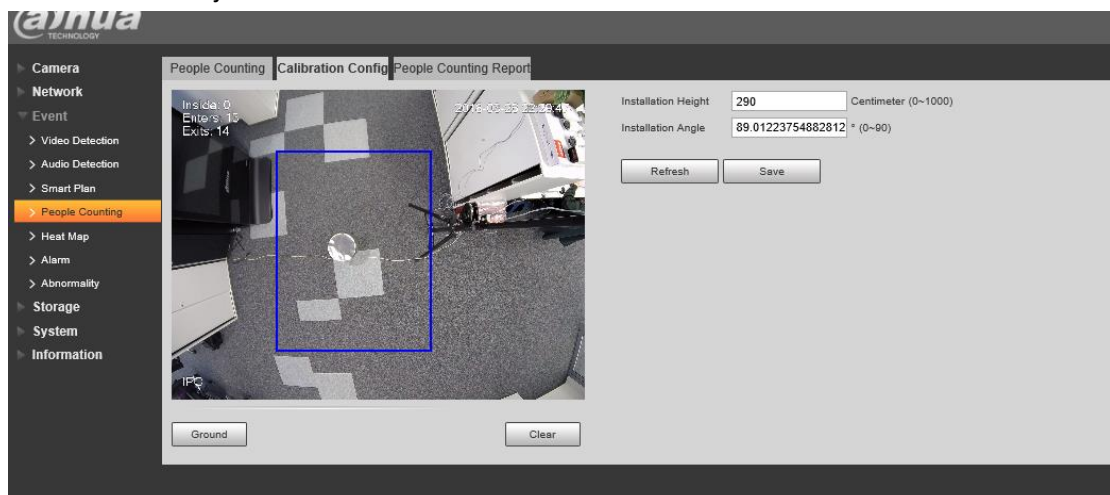 alhua
TECHNOLOGY
Camera
Network
Event
Video Detection
Audio Detection
Smart Plan
People Counting
Heat Map
Alarm
Abnormality
Storage
System
Information
People Counting
Calibration Config
People Counting Report
Inside: 0
Enters: 13
Exits: 14
IPC
Ground
Clear
Installation Height
290
Centimeter (0~1000)
Installation Angle
89.01223754882812
° (0~90)
Refresh
Save